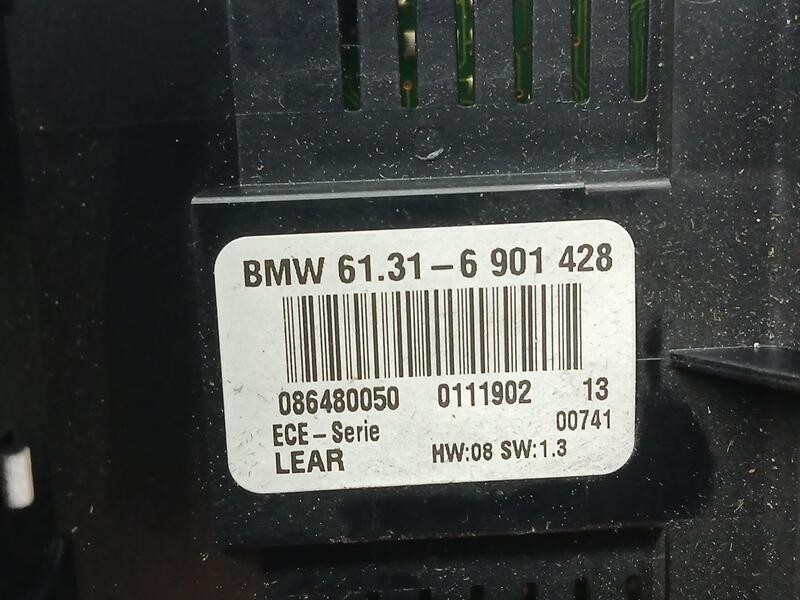 BMW 61.31-6 901 428
086480050 0111902 13
ECE-Serie 00741
LEAR HW:08 SW:1.3